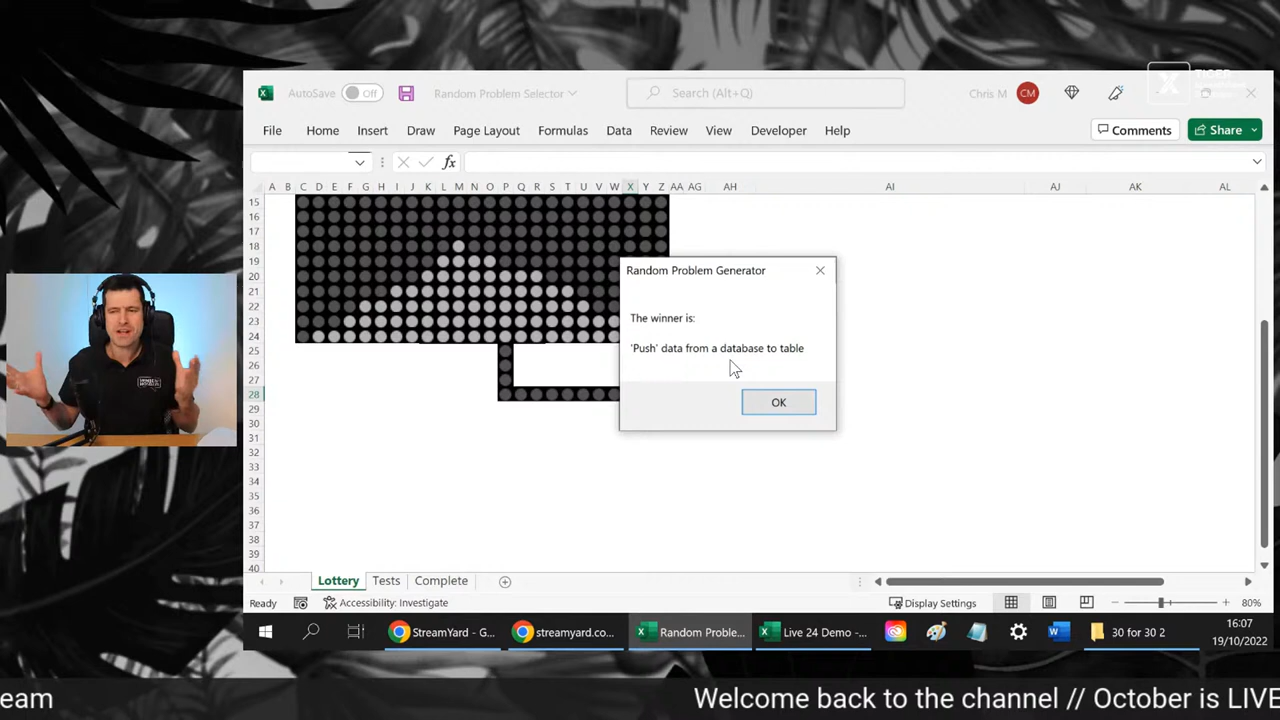 TIGER
AutoSave
Off
Random Problem Selector
Search (Alt+Q)
Chris M
CM
File
Home
Insert
Draw
Page Layout
Formulas
Data
Review
View
Developer
Help
Comments
Share
fx
A B C D E F G H I J K L M N O P Q R S T U V W X Y Z AA AG AH AI AJ AK AL
15
16
17
18
19
20
21
22
23
24
25
26
27
28
29
30
31
32
33
34
35
36
37
38
39
40
Random Problem Generator
The winner is:
'Push' data from a database to table
OK
Lottery
Tests
Complete
Ready
Accessibility: Investigate
Display Settings
80%
StreamYard - G...
streamyard.co...
Random Proble...
Live 24 Demo -...
30 for 30 2
16:07
19/10/2022
eam
Welcome back to the channel // October is LIVE